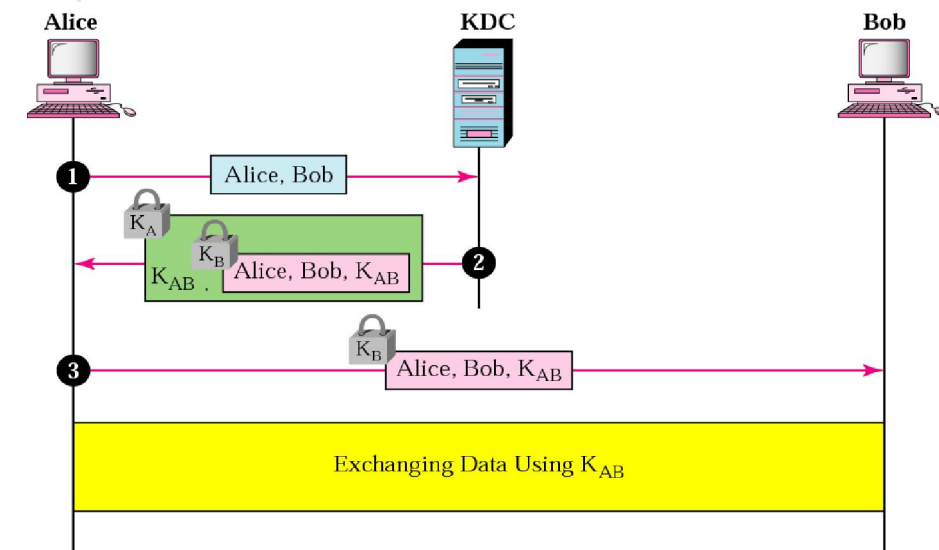 Alice
KDC
Bob
1
Alice, Bob
K_A
K_B
2
K_AB , Alice, Bob, K_AB
K_B
3
Alice, Bob, K_AB
Exchanging Data Using K_AB